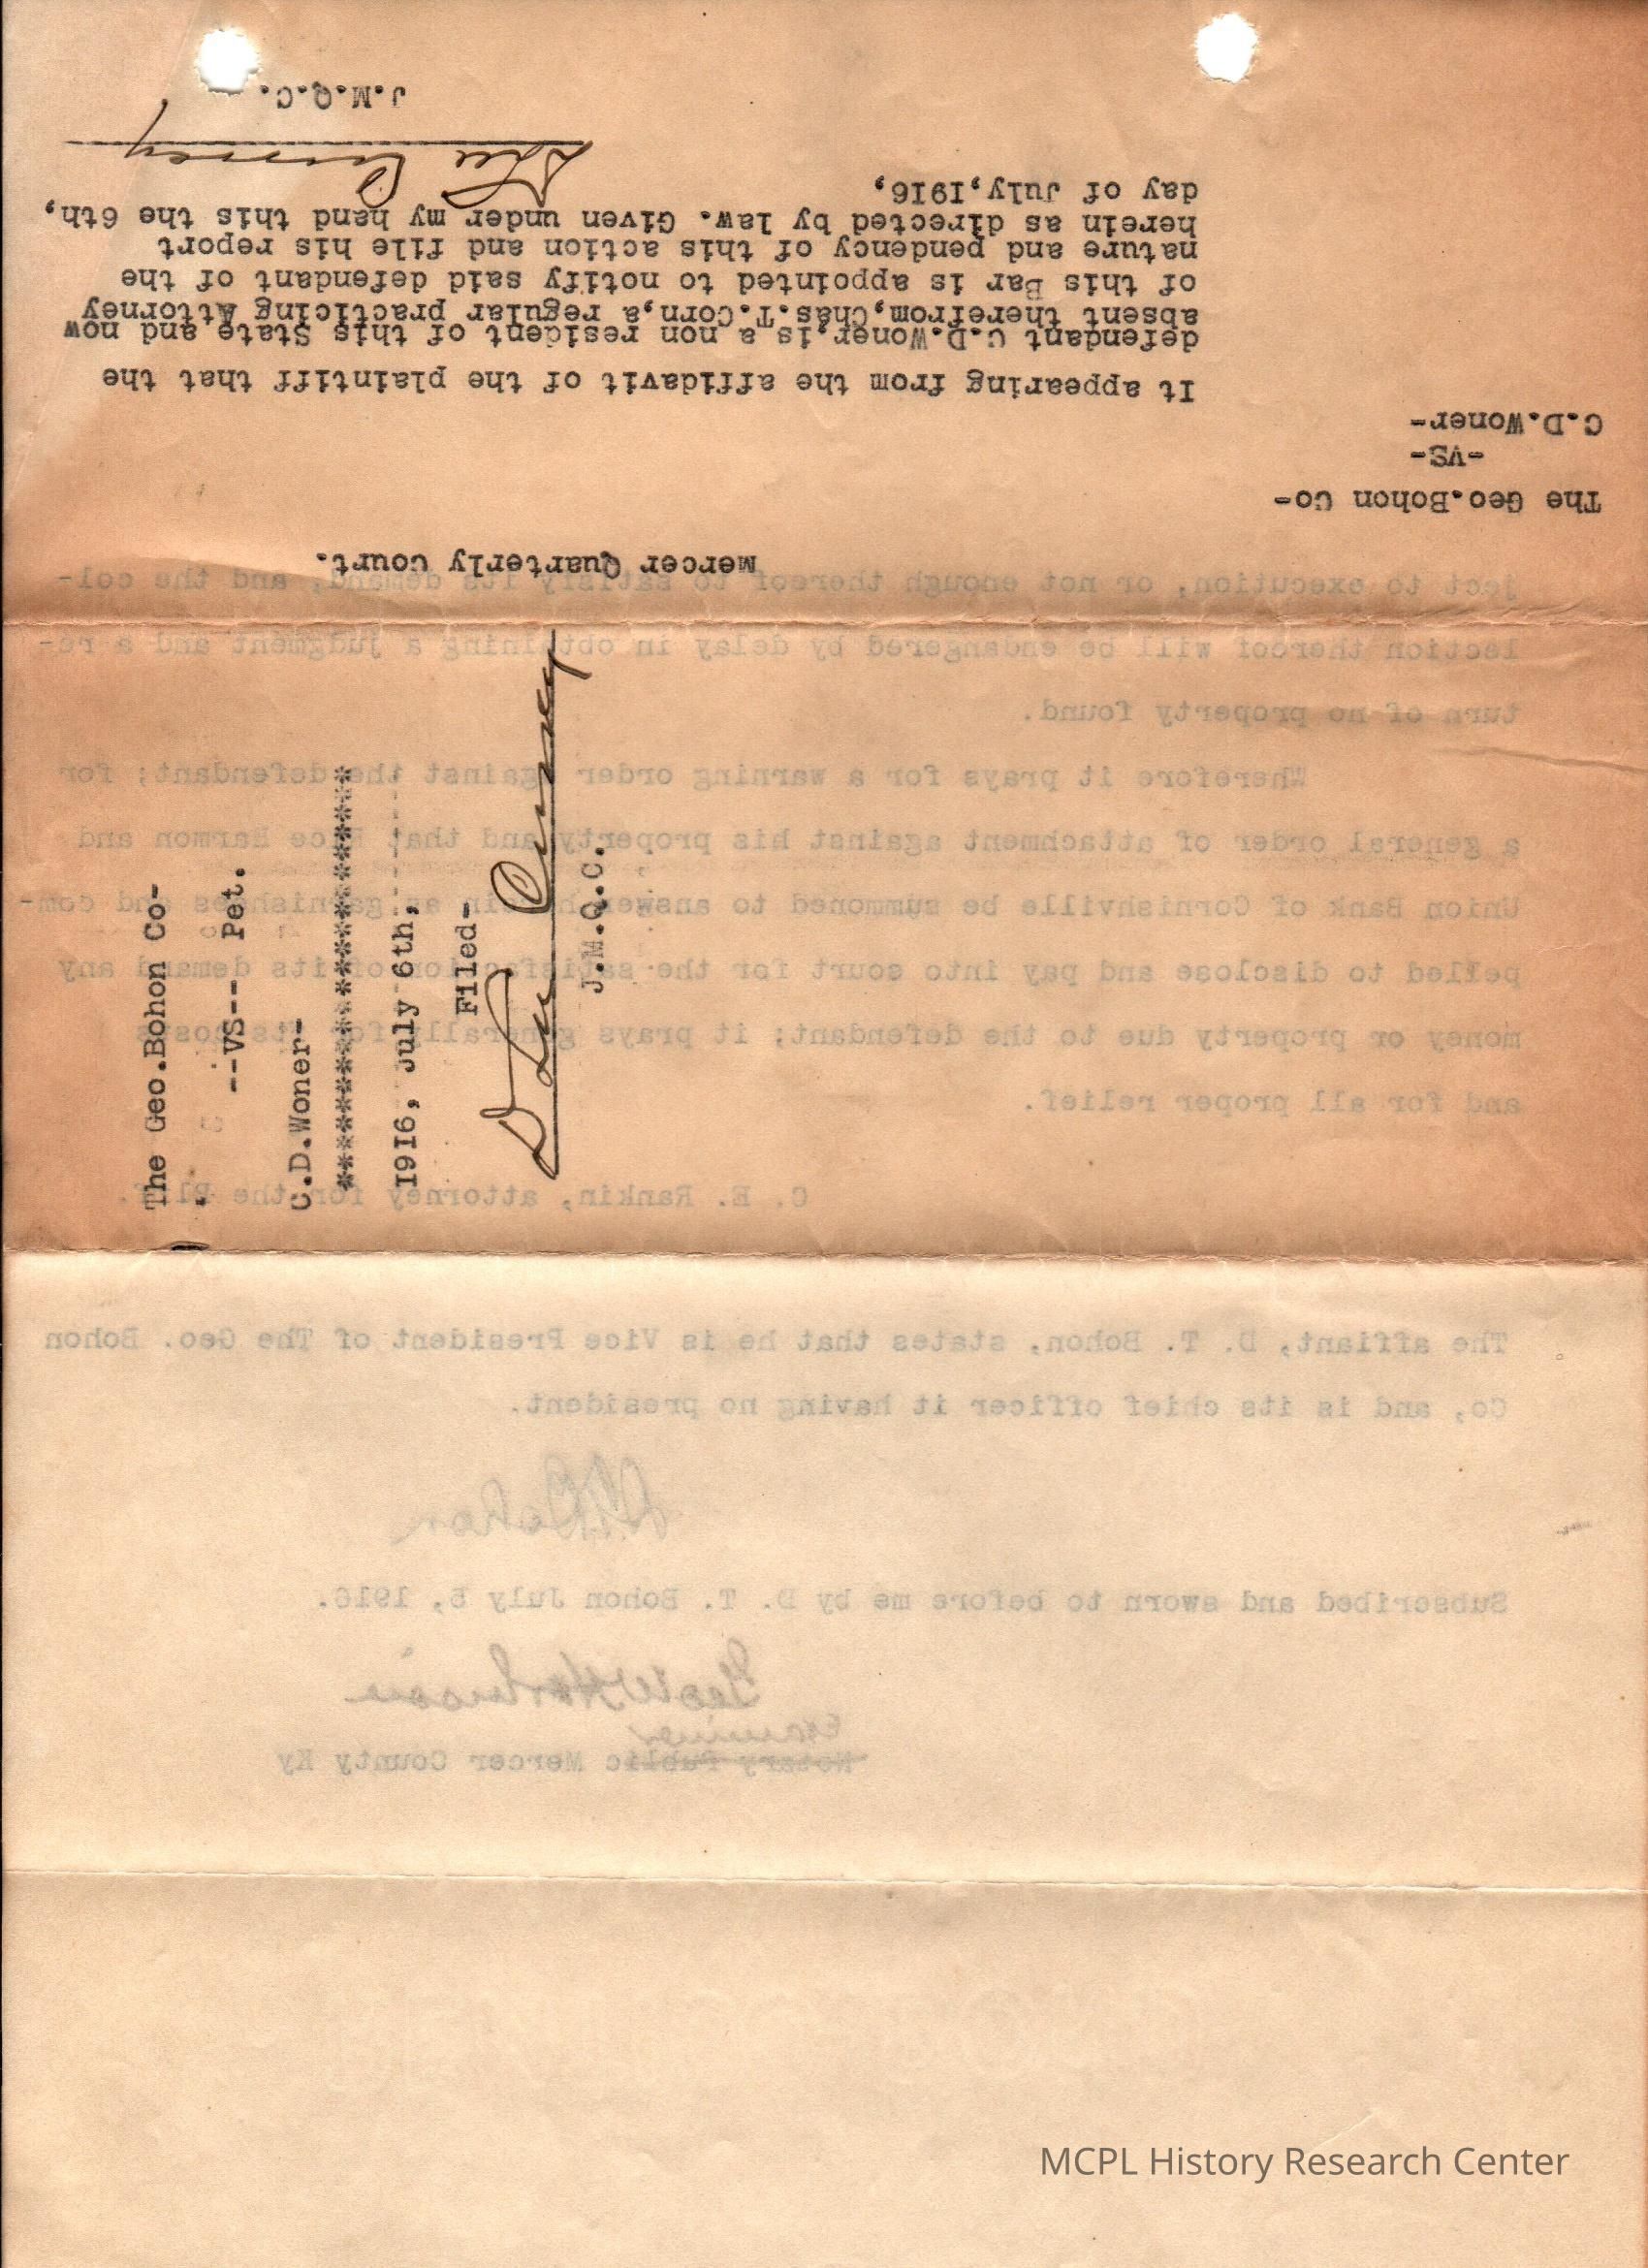 Mercer Quarterly Court.
The Geo.Bohon Co-
-VS-
C.D.Woner-
It appearing from the affidavit of the plaintiff that the
defendant C.D.Woner,is a non resident of this State and now
absent therefrom,Chas.T.Corn,a regular practicing Attorney
of this Bar is appointed to notify said defendant of the
nature and pendency of this action and file his report
herein as directed by law. Given under my hand this the 6th,
day of July,1916,
J.M.Q.C.
The Geo.Bohon Co-
--VS-- Pet.
C.D.Woner-
1916, July 6th,
Filed-
J.M.Q.C.
ject to execution, or not enough thereof to satisfy its demand, and the col-
lection thereof will be endangered by delay in obtaining a judgment and a re-
turn of no property found.
Wherefore it prays for a warning order against the defendant; for
a general order of attachment against his property and that Rice Harmon and
Union Bank of Cornishville be summoned to answer herein as garnishees and com-
pelled to disclose and pay into court for the satisfaction of its demand any
money or property due to the defendant; it prays generally for its costs
and for all proper relief.
C. E. Rankin, attorney for the Plff.
The affiant, D. T. Bohon, states that he is Vice President of The Geo. Bohon
Co, and is its chief officer it having no president.
D.T.Bohon
Subscribed and sworn to before me by D. T. Bohon July 5, 1916.
Examiner
Notary Public Mercer County Ky
MCPL History Research Center